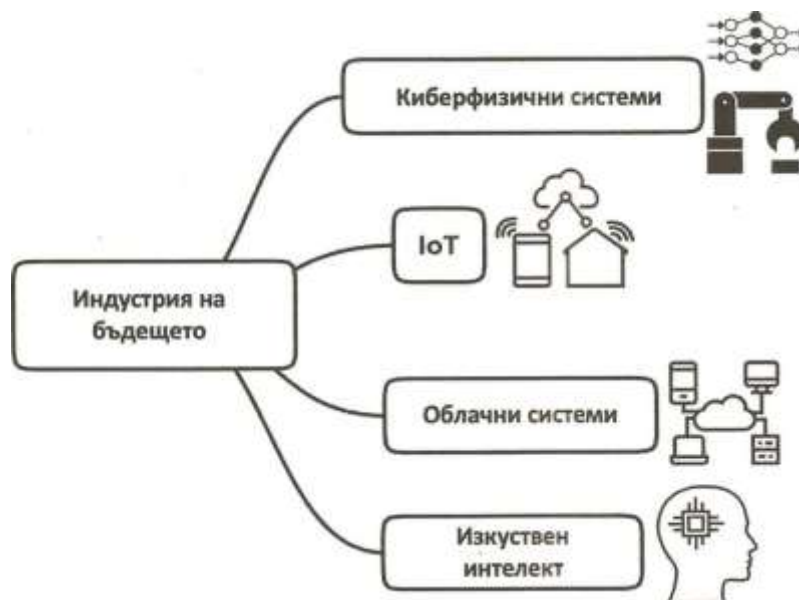 Киберфизични системи
IoT
Индустрия на
бъдещето
Облачни системи
Изкуствен
интелект